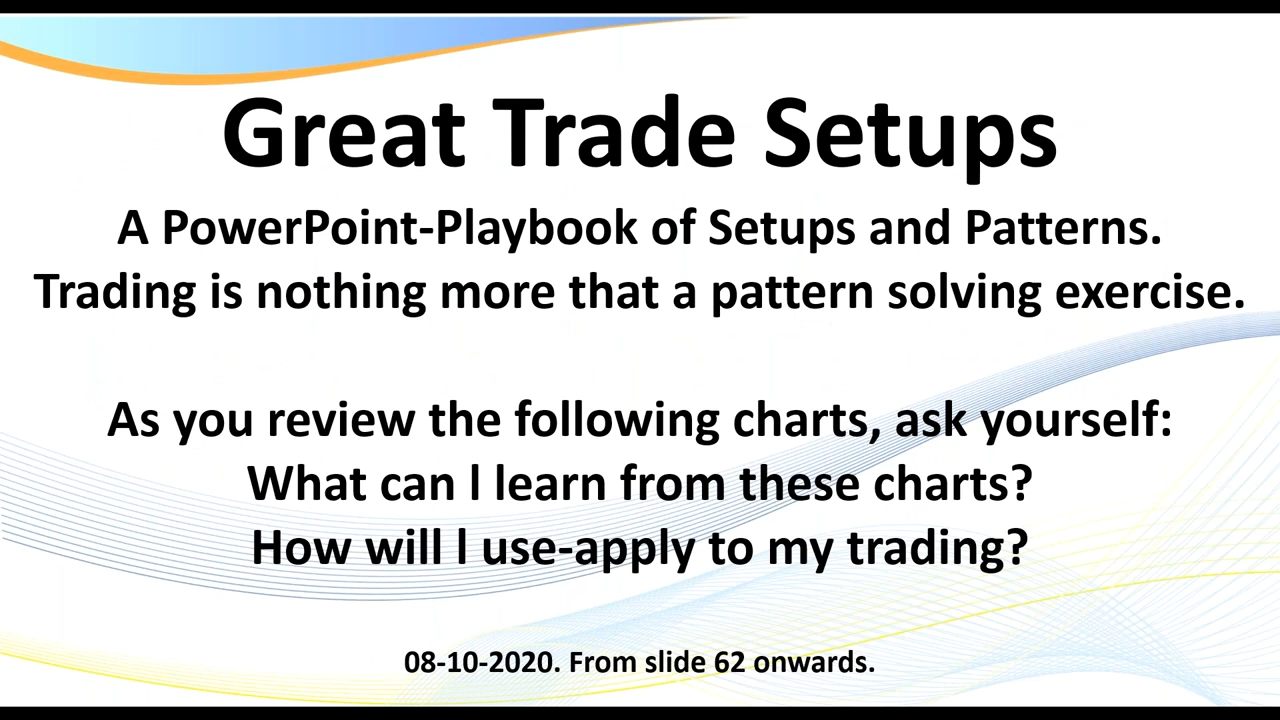 Great Trade Setups
A PowerPoint-Playbook of Setups and Patterns.
Trading is nothing more that a pattern solving exercise.
As you review the following charts, ask yourself:
What can I learn from these charts?
How will I use-apply to my trading?
08-10-2020. From slide 62 onwards.